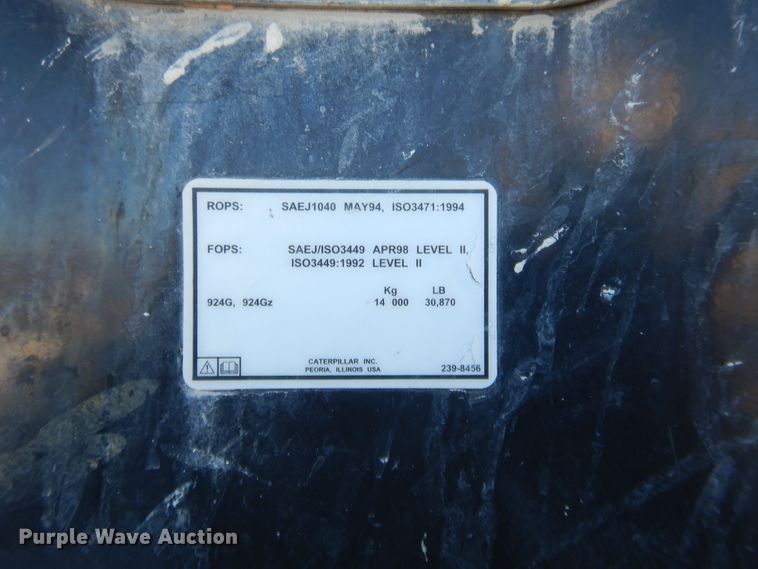 ROPS: SAEJ1040 MAY94, ISO3471:1994
FOPS: SAEJ/ISO3449 APR98 LEVEL II,
ISO3449:1992 LEVEL II
Kg LB
924G, 924Gz 14 000 30,870
CATERPILLAR INC.
PEORIA, ILLINOIS USA 239-8456
Purple Wave Auction®